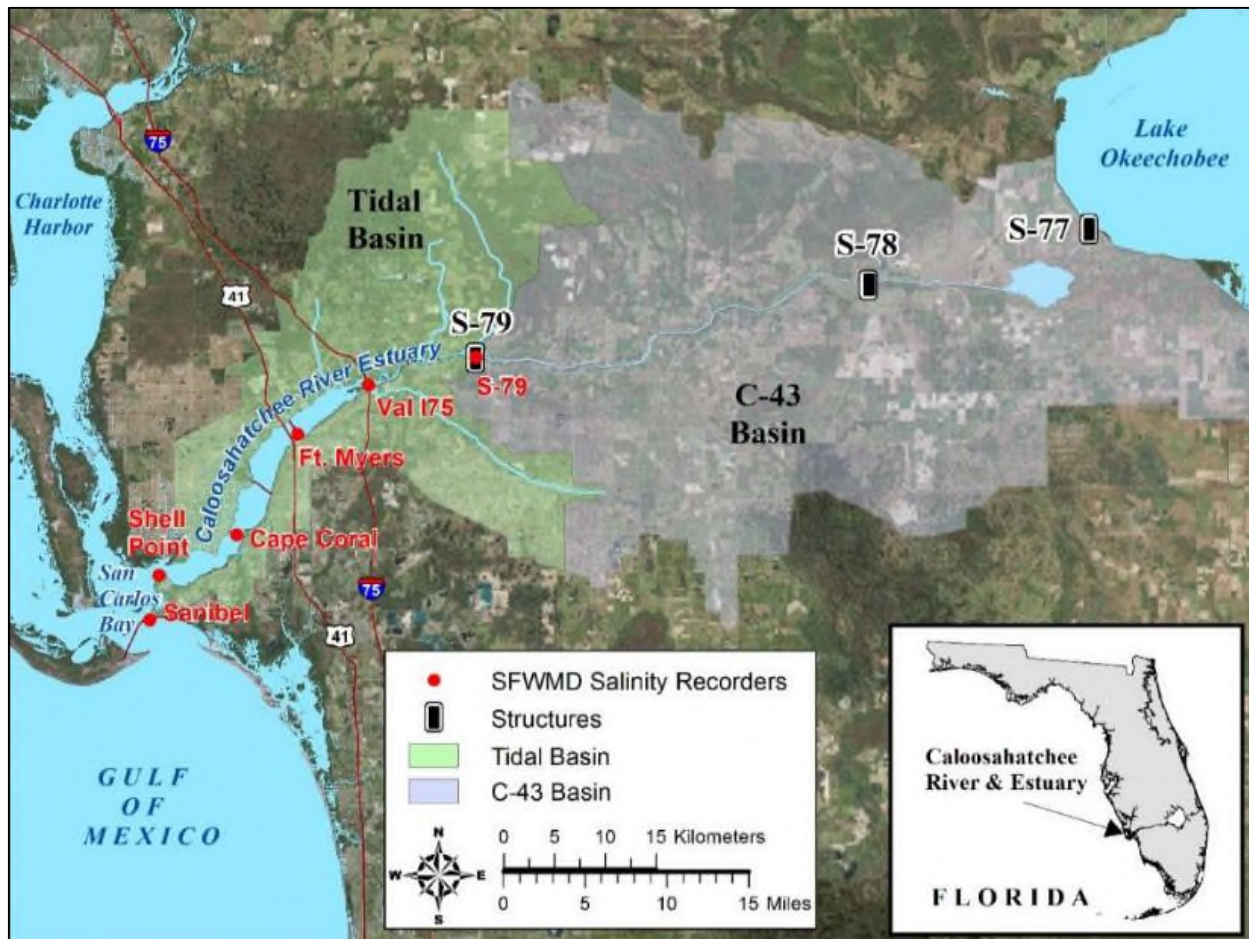 75
Lake
Okeechobee
Charlotte
Harbor
Tidal
Basin
S-77
S-78
41
S-79
S-79
Caloosahatchee River Estuary
Val I75
C-43
Basin
Ft. Myers
Shell
Point
Cape Coral
San
Carlos
Bay
Sanibel
75
41
GULF
OF
MEXICO
SFWMD Salinity Recorders
Structures
Tidal Basin
C-43 Basin
N
W E
S
0 5 10 15 Kilometers
0 5 10 15 Miles
Caloosahatchee
River & Estuary
FLORIDA